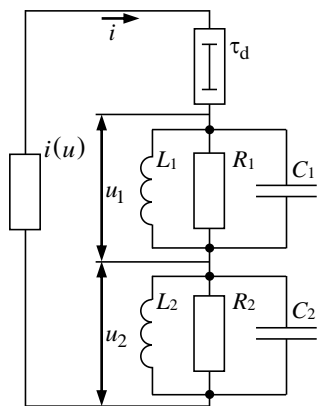 i
τd
i(u)
u1
L1 R1 C1
u2
L2 R2 C2